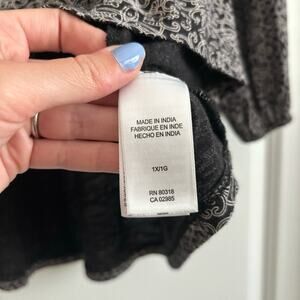 MADE IN INDIA
FABRIQUE EN INDE
HECHO EN INDIA
1X/1G
RN 80318
CA 02985